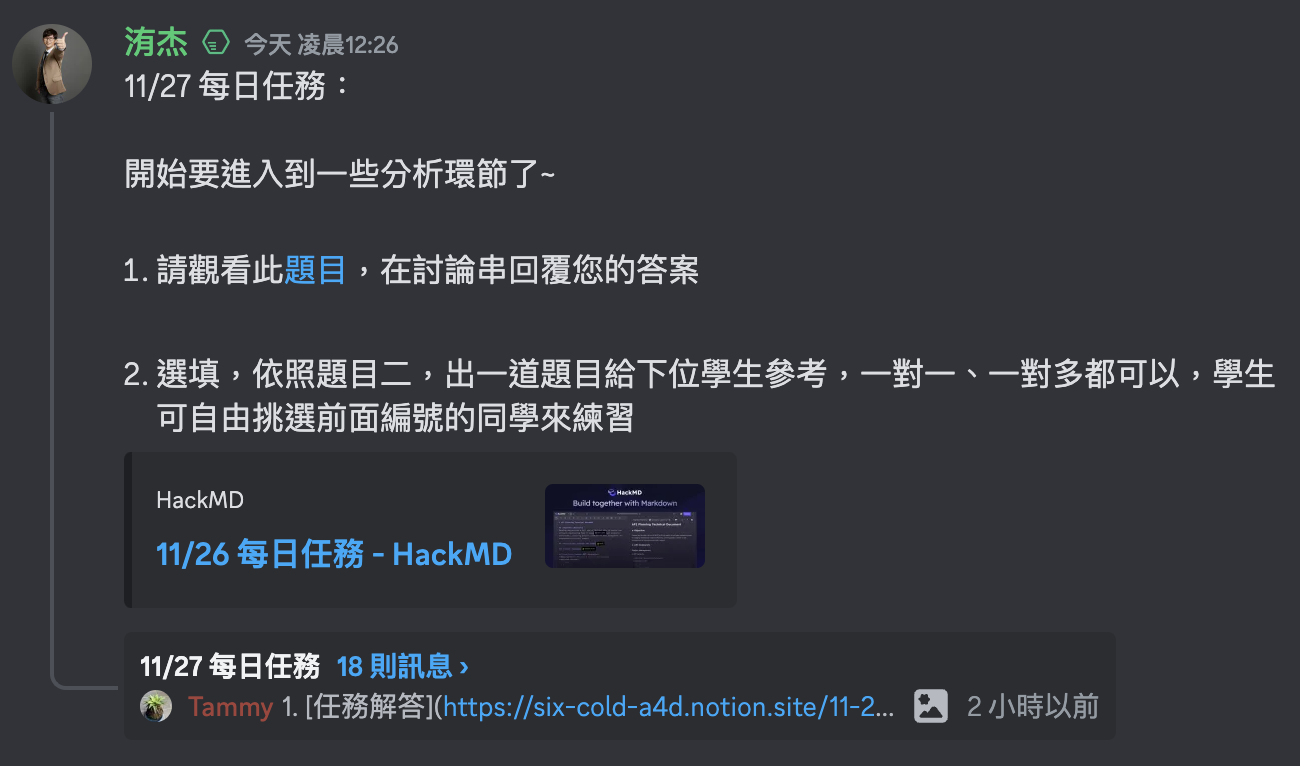 洧杰 今天 凌晨12:26
11/27 每日任務：
開始要進入到一些分析環節了~
1. 請觀看此題目，在討論串回覆您的答案
2. 選填，依照題目二，出一道題目給下位學生參考，一對一、一對多都可以，學生
可自由挑選前面編號的同學來練習
HackMD
11/26 每日任務 - HackMD
HackMD
Build together with Markdown
11/27 每日任務 18 則訊息 ›
Tammy 1. [任務解答](https://six-cold-a4d.notion.site/11-2... 2 小時以前